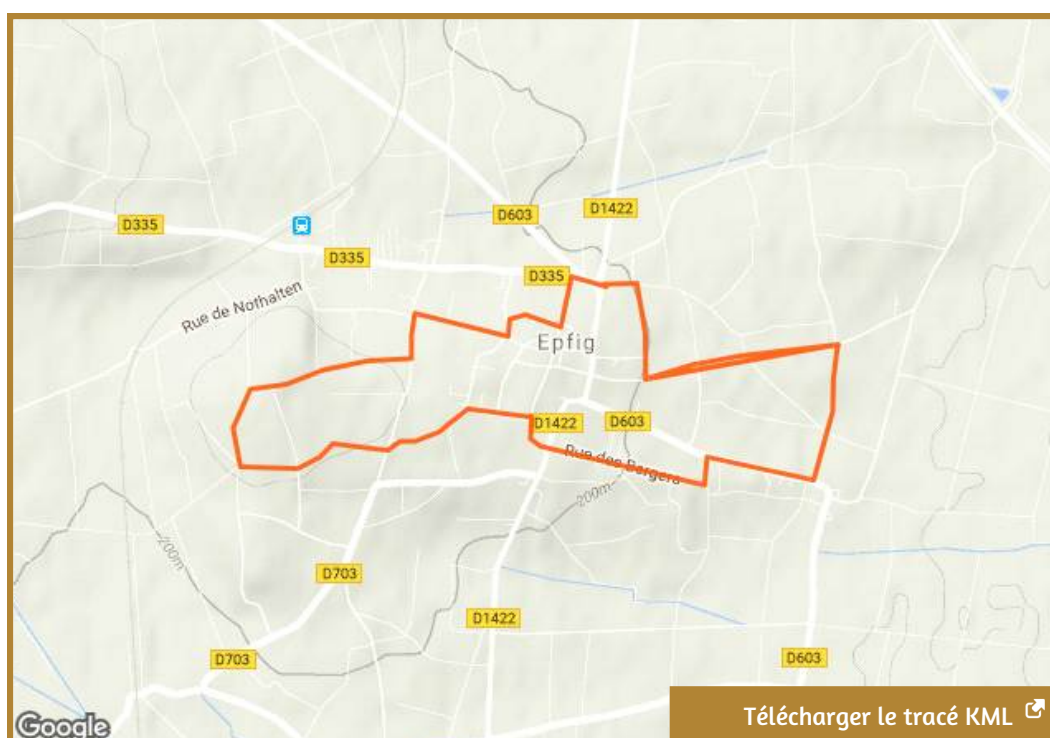 D603
D1422
D335
D335
D335
Rue de Nothalten
Epfig
D1422
D603
Rue des Bergers
200m
200m
D703
D1422
D703
D603
Google
Télécharger le tracé KML